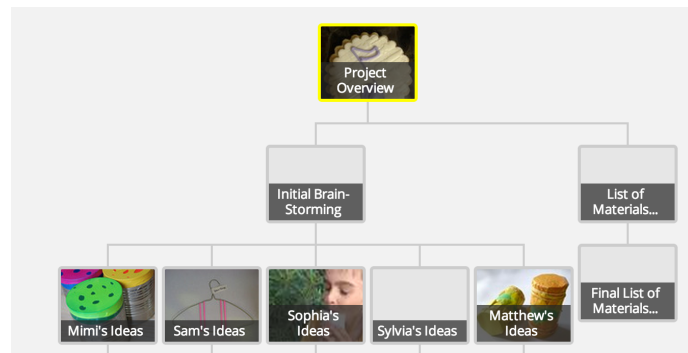 Project
Overview
Initial Brain-
Storming
List of
Materials...
Final List of
Materials...
Mimi's Ideas
Sam's Ideas
Sophia's
Ideas
Sylvia's Ideas
Matthew's
Ideas